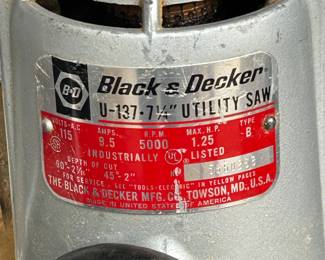 B D Black & Decker
U-137-7¼" UTILITY SAW
VOLTS-A.C. AMPS. R.P.M. MAX. H.P. TYPE
115 9.5 5000 1.25 B
INDUSTRIALLY UL LISTED
DEPTH OF CUT
90°-2⅜" 45°-2"
FOR SERVICE, SEE "TOOLS-ELECTRIC" IN YELLOW PAGES
THE BLACK & DECKER MFG. CO., TOWSON, MD., U.S.A.
MADE IN UNITED STATES OF AMERICA